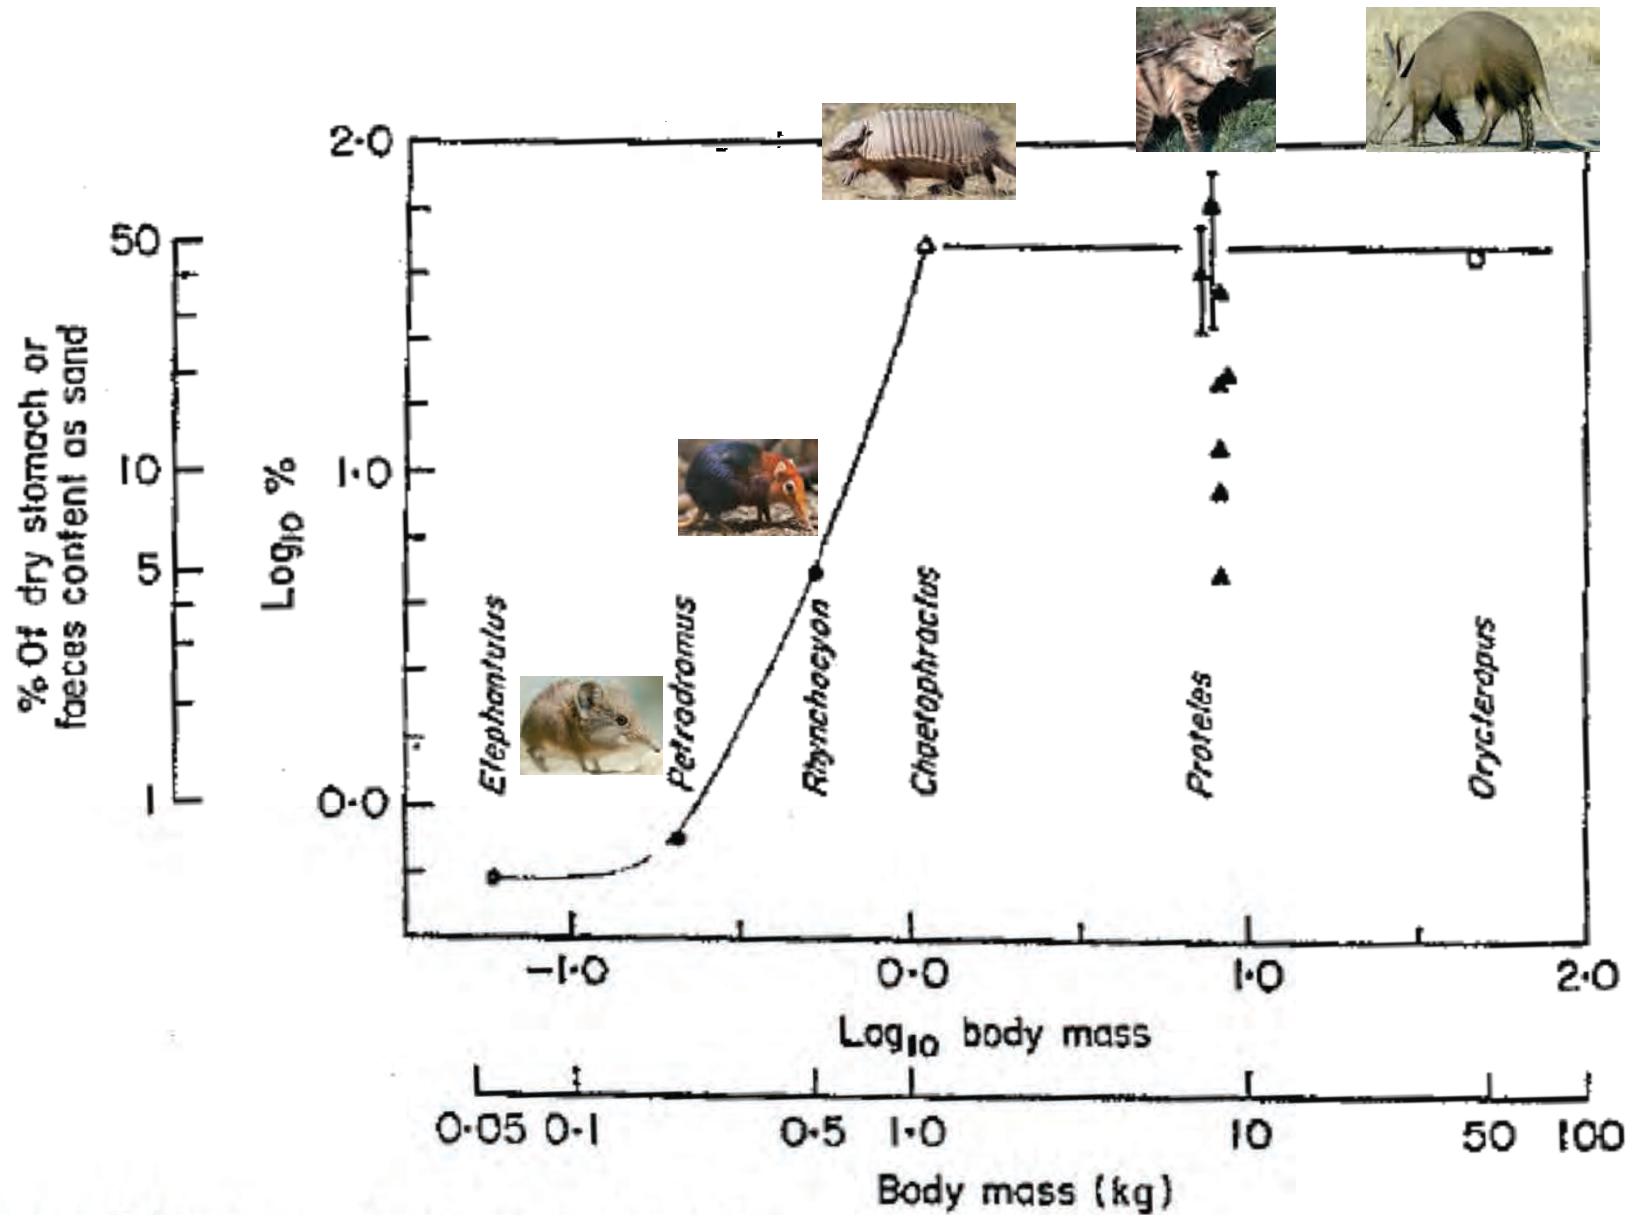 2·0
50
10
5
1
% Of dry stomach or
faeces content as sand
Log10 %
1·0
0·0
Elephantulus
Petrodromus
Rhynchocyon
Chaetophractus
Proteles
Orycteropus
-1·0
0·0
1·0
2·0
Log10 body mass
0·05
0·1
0·5
1·0
10
50
100
Body mass (kg)